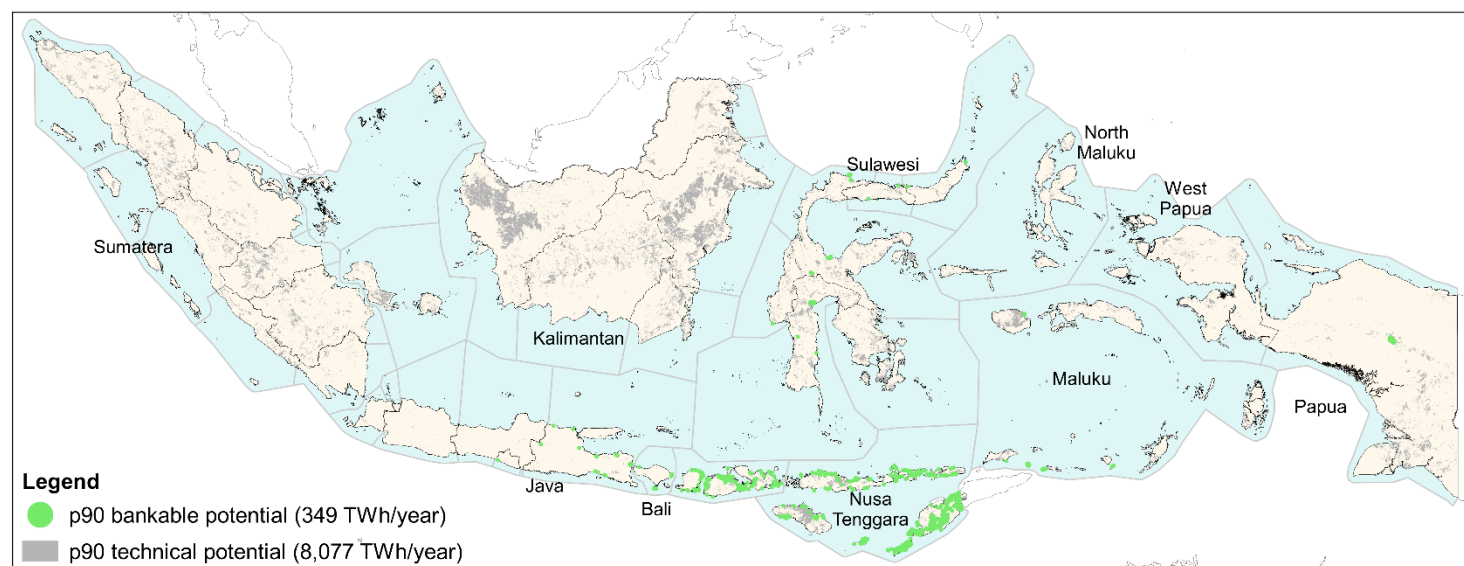 North
Maluku
Sulawesi
West
Papua
Sumatera
Kalimantan
Maluku
Papua
Legend
Java
Bali
Nusa
Tenggara
p90 bankable potential (349 TWh/year)
p90 technical potential (8,077 TWh/year)